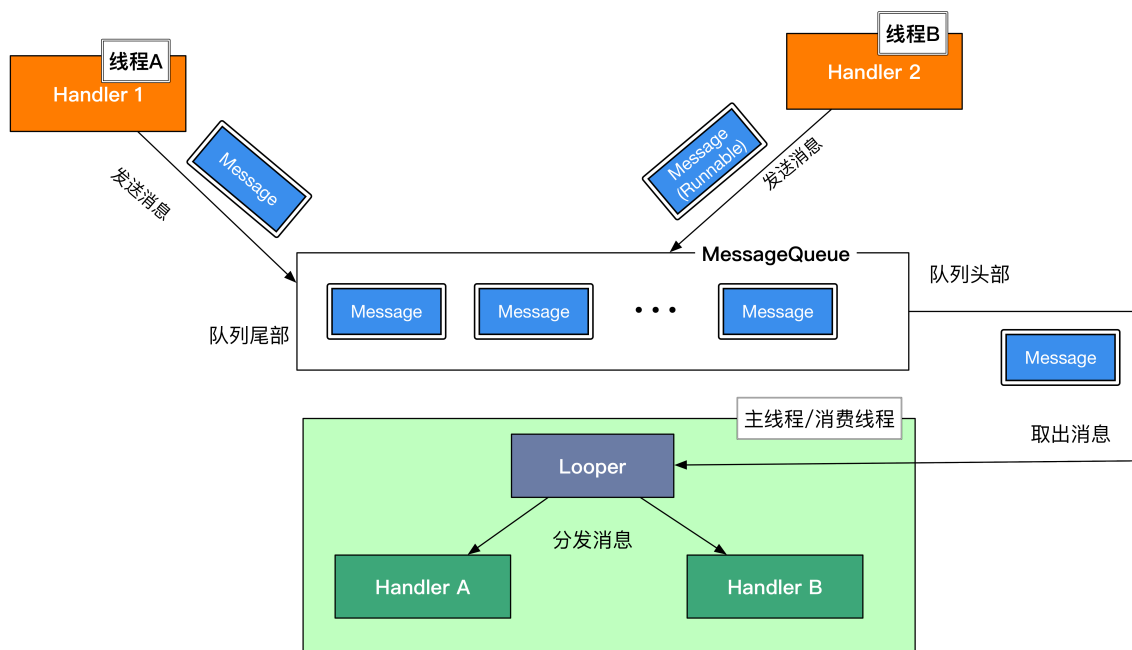 线程A
Handler 1
线程B
Handler 2
Message
发送消息
Message
(Runnable)
发送消息
MessageQueue
队列头部
Message
Message
• • •
Message
队列尾部
Message
主线程/消费线程
取出消息
Looper
分发消息
Handler A
Handler B